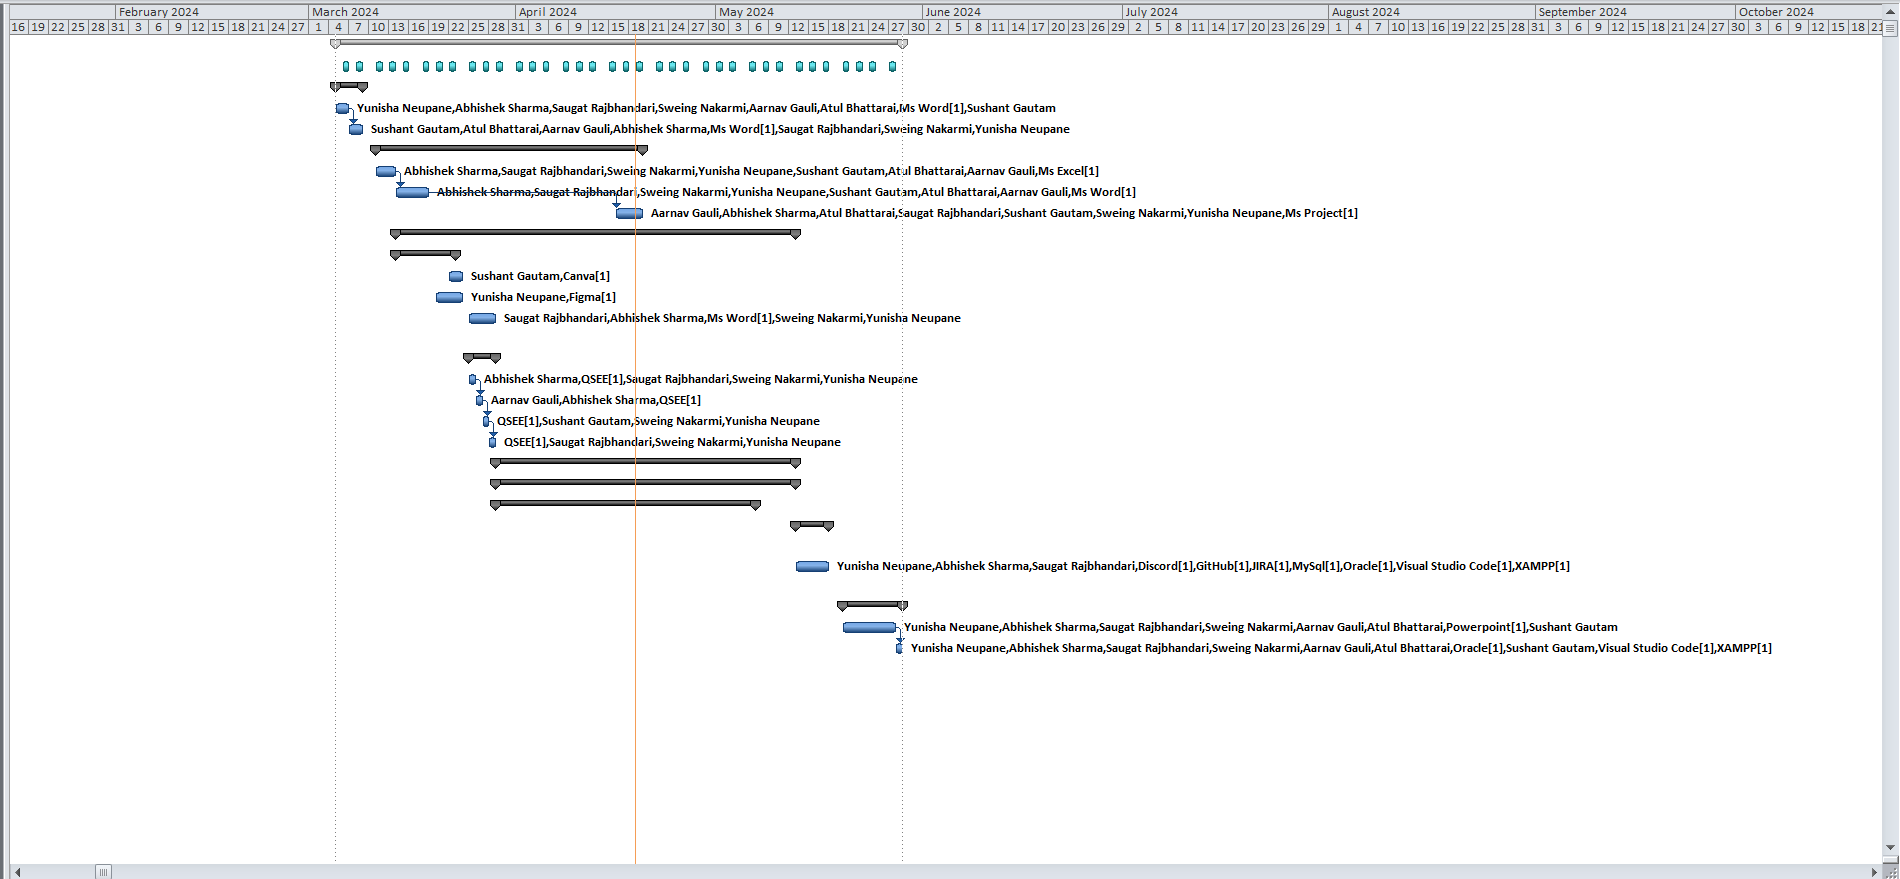 February 2024 March 2024 April 2024 May 2024 June 2024 July 2024 August 2024 September 2024 October 2024
16 19 22 25 28 31 3 6 9 12 15 18 21 24 27 1 4 7 10 13 16 19 22 25 28 31 3 6 9 12 15 18 21 24 27 30 3 6 9 12 15 18 21 24 27 30 2 5 8 11 14 17 20 23 26 29 2 5 8 11 14 17 20 23 26 29 1 4 7 10 13 16 19 22 25 28 31 3 6 9 12 15 18 21 24 27 30 3 6 9 12 15 18 21
Yunisha Neupane,Abhishek Sharma,Saugat Rajbhandari,Sweing Nakarmi,Aarnav Gauli,Atul Bhattarai,Ms Word[1],Sushant Gautam
Sushant Gautam,Atul Bhattarai,Aarnav Gauli,Abhishek Sharma,Ms Word[1],Saugat Rajbhandari,Sweing Nakarmi,Yunisha Neupane
Abhishek Sharma,Saugat Rajbhandari,Sweing Nakarmi,Yunisha Neupane,Sushant Gautam,Atul Bhattarai,Aarnav Gauli,Ms Excel[1]
Abhishek Sharma,Saugat Rajbhandari,Sweing Nakarmi,Yunisha Neupane,Sushant Gautam,Atul Bhattarai,Aarnav Gauli,Ms Word[1]
Aarnav Gauli,Abhishek Sharma,Atul Bhattarai,Saugat Rajbhandari,Sushant Gautam,Sweing Nakarmi,Yunisha Neupane,Ms Project[1]
Sushant Gautam,Canva[1]
Yunisha Neupane,Figma[1]
Saugat Rajbhandari,Abhishek Sharma,Ms Word[1],Sweing Nakarmi,Yunisha Neupane
Abhishek Sharma,QSEE[1],Saugat Rajbhandari,Sweing Nakarmi,Yunisha Neupane
Aarnav Gauli,Abhishek Sharma,QSEE[1]
QSEE[1],Sushant Gautam,Sweing Nakarmi,Yunisha Neupane
QSEE[1],Saugat Rajbhandari,Sweing Nakarmi,Yunisha Neupane
Yunisha Neupane,Abhishek Sharma,Saugat Rajbhandari,Discord[1],GitHub[1],JIRA[1],MySql[1],Oracle[1],Visual Studio Code[1],XAMPP[1]
Yunisha Neupane,Abhishek Sharma,Saugat Rajbhandari,Sweing Nakarmi,Aarnav Gauli,Atul Bhattarai,Powerpoint[1],Sushant Gautam
Yunisha Neupane,Abhishek Sharma,Saugat Rajbhandari,Sweing Nakarmi,Aarnav Gauli,Atul Bhattarai,Oracle[1],Sushant Gautam,Visual Studio Code[1],XAMPP[1]